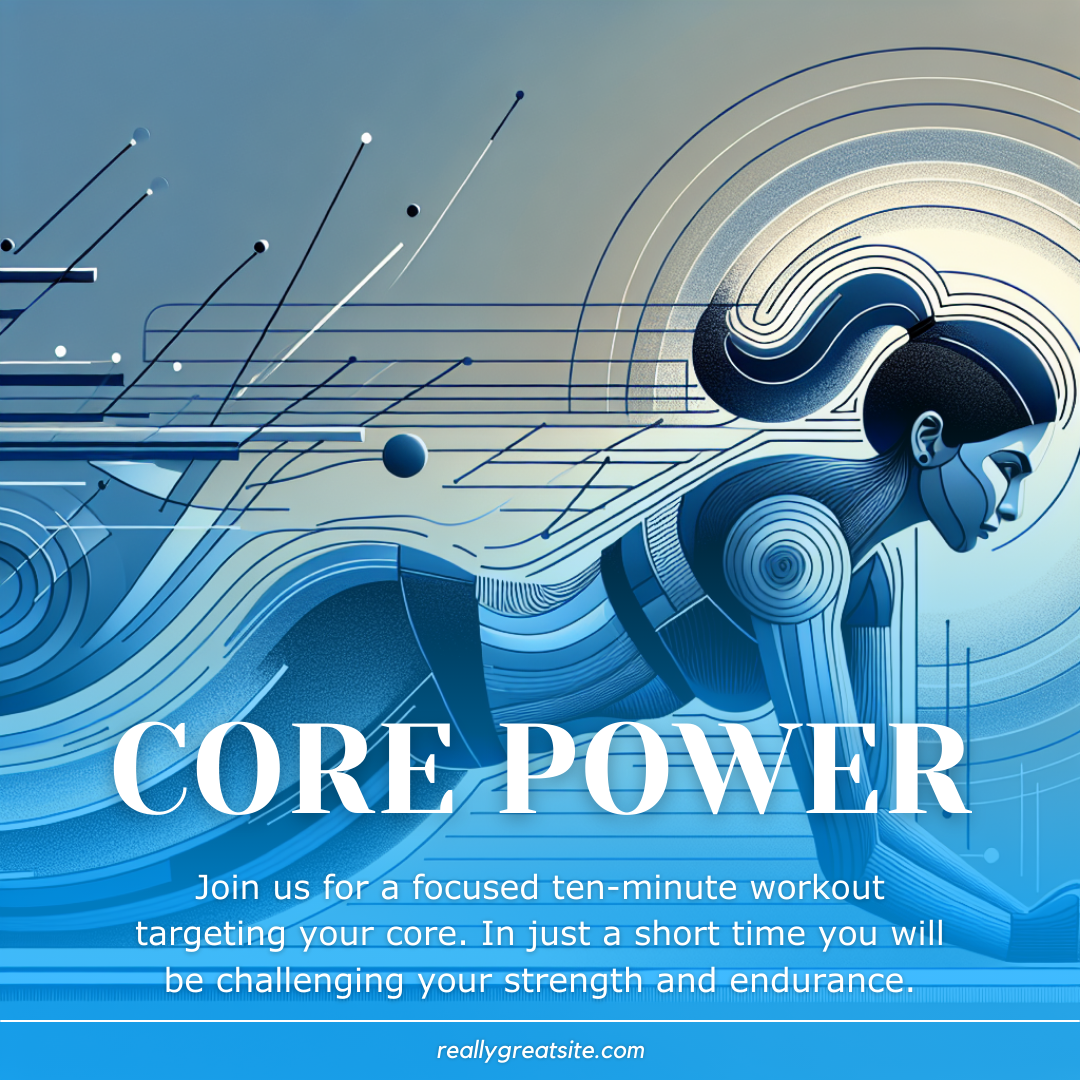 CORE POWER
Join us for a focused ten-minute workout
targeting your core. In just a short time you will
be challenging your strength and endurance.
reallygreatsite.com